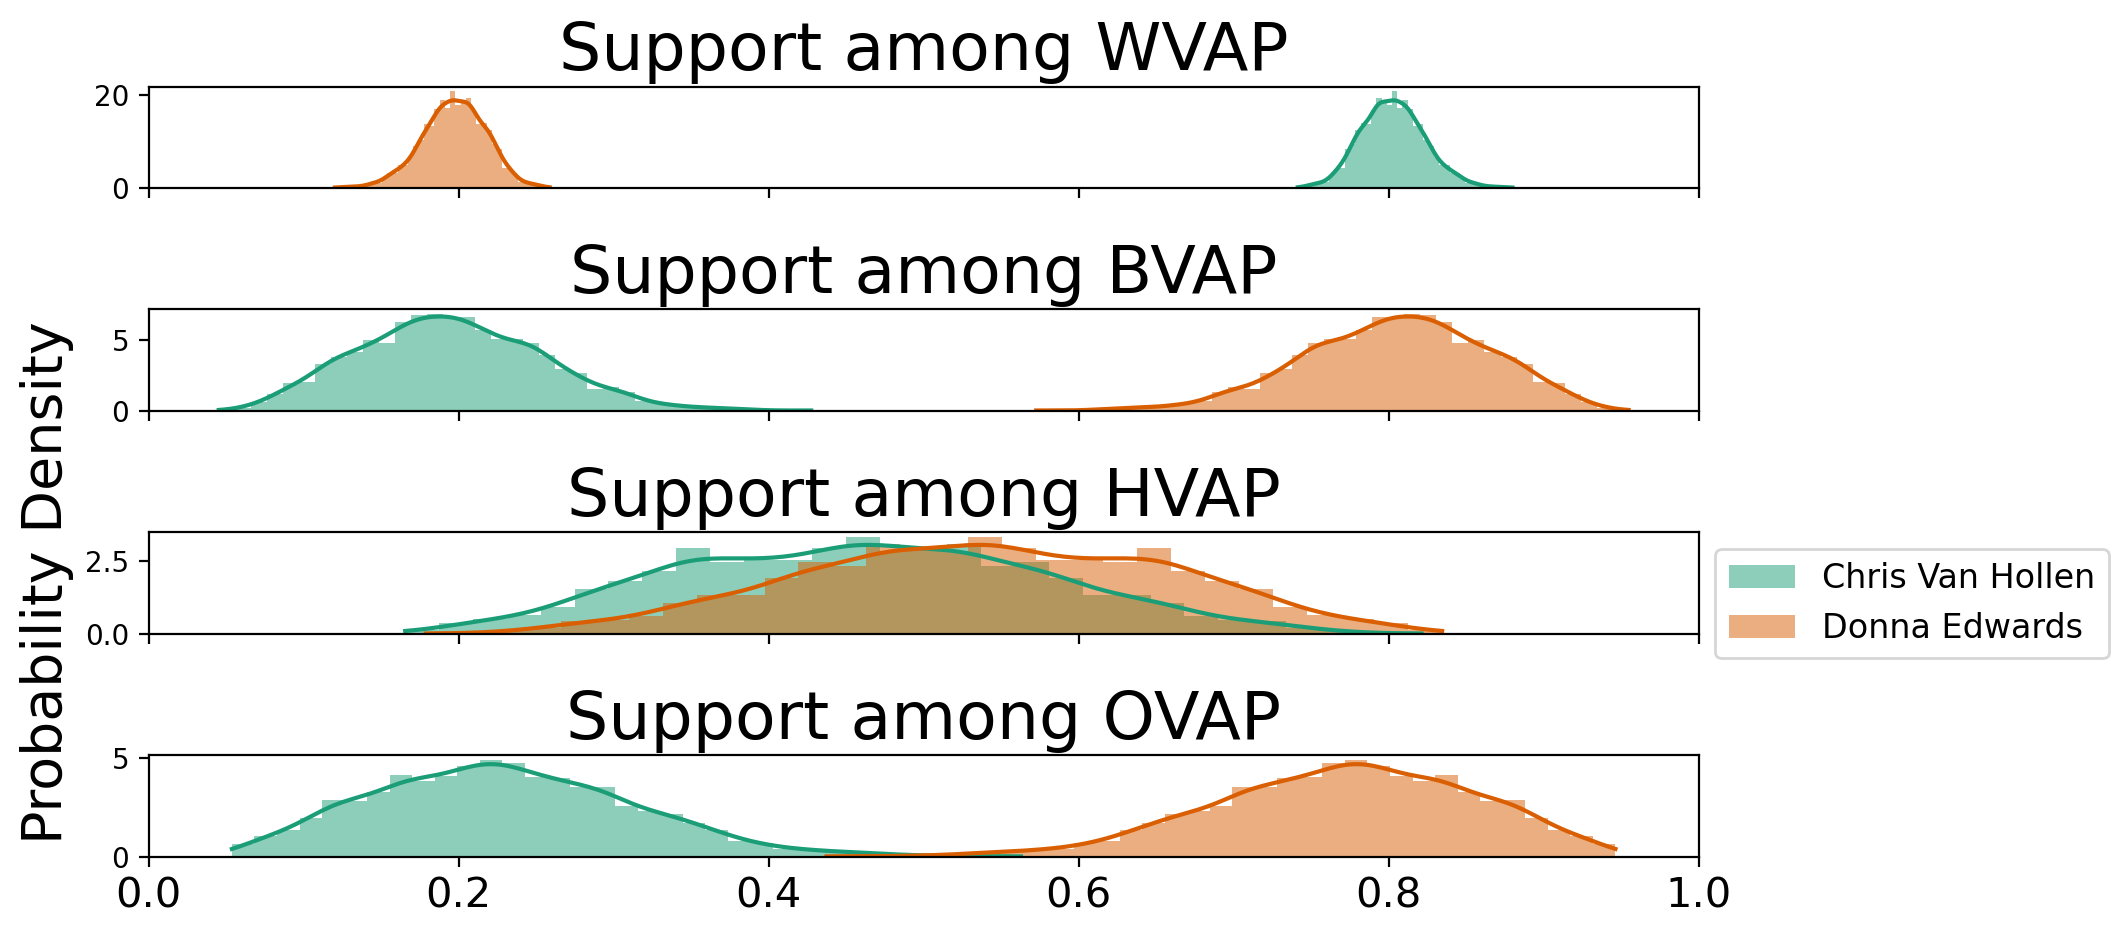 Support among WVAP
20
0
Support among BVAP
5
0
Support among HVAP
2.5
0.0
Support among OVAP
5
0
0.0 0.2 0.4 0.6 0.8 1.0
Probability Density
Chris Van Hollen
Donna Edwards